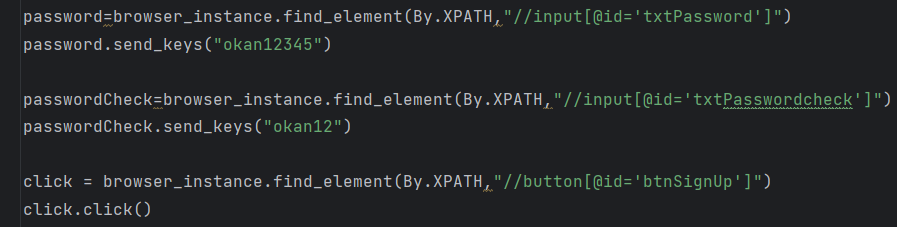 password=browser_instance.find_element(By.XPATH,"//input[@id='txtPassword']")
password.send_keys("okan12345")
passwordCheck=browser_instance.find_element(By.XPATH,"//input[@id='txtPasswordcheck']")
passwordCheck.send_keys("okan12")
click = browser_instance.find_element(By.XPATH,"//button[@id='btnSignUp']")
click.click()